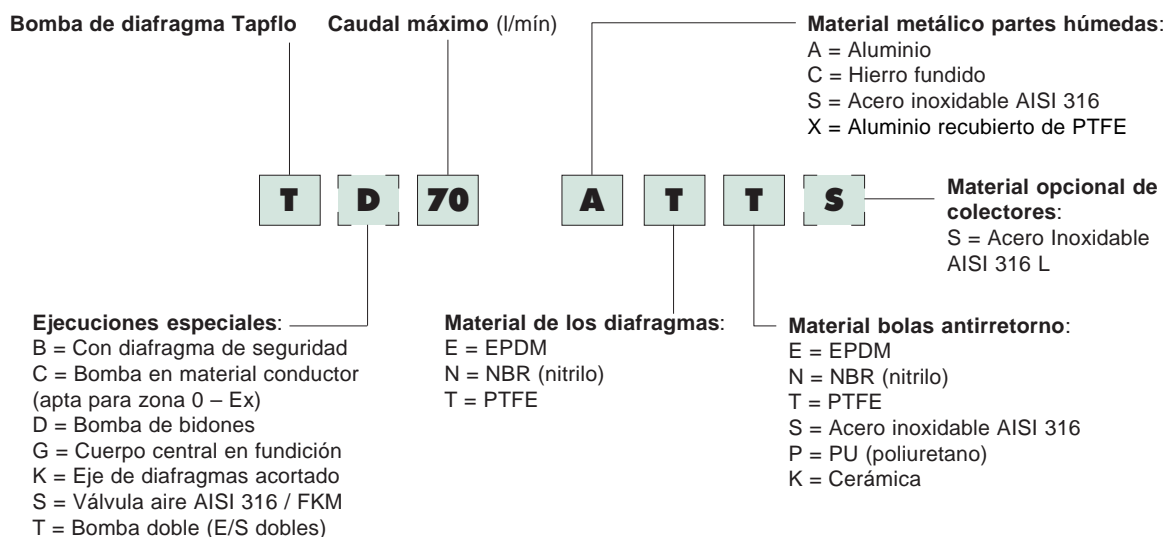 Bomba de diafragma Tapflo
Caudal máximo (l/mín)
Material metálico partes húmedas:
A = Aluminio
C = Hierro fundido
S = Acero inoxidable AISI 316
X = Aluminio recubierto de PTFE
T D 70 A T T S
Material opcional de
colectores:
S = Acero Inoxidable
AISI 316 L
Ejecuciones especiales:
B = Con diafragma de seguridad
C = Bomba en material conductor
(apta para zona 0 – Ex)
D = Bomba de bidones
G = Cuerpo central en fundición
K = Eje de diafragmas acortado
S = Válvula aire AISI 316 / FKM
T = Bomba doble (E/S dobles)
Material de los diafragmas:
E = EPDM
N = NBR (nitrilo)
T = PTFE
Material bolas antirretorno:
E = EPDM
N = NBR (nitrilo)
T = PTFE
S = Acero inoxidable AISI 316
P = PU (poliuretano)
K = Cerámica